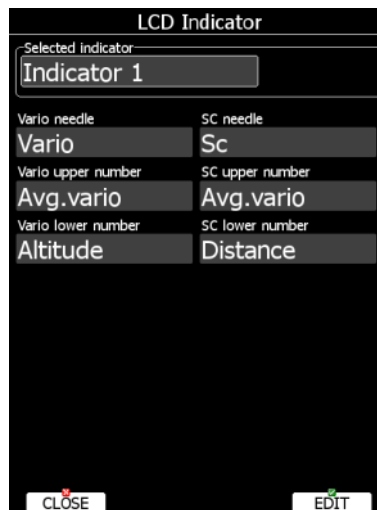 LCD Indicator
Selected indicator
Indicator 1
Vario needle SC needle
Vario Sc
Vario upper number SC upper number
Avg.vario Avg.vario
Vario lower number SC lower number
Altitude Distance
CLOSE EDIT